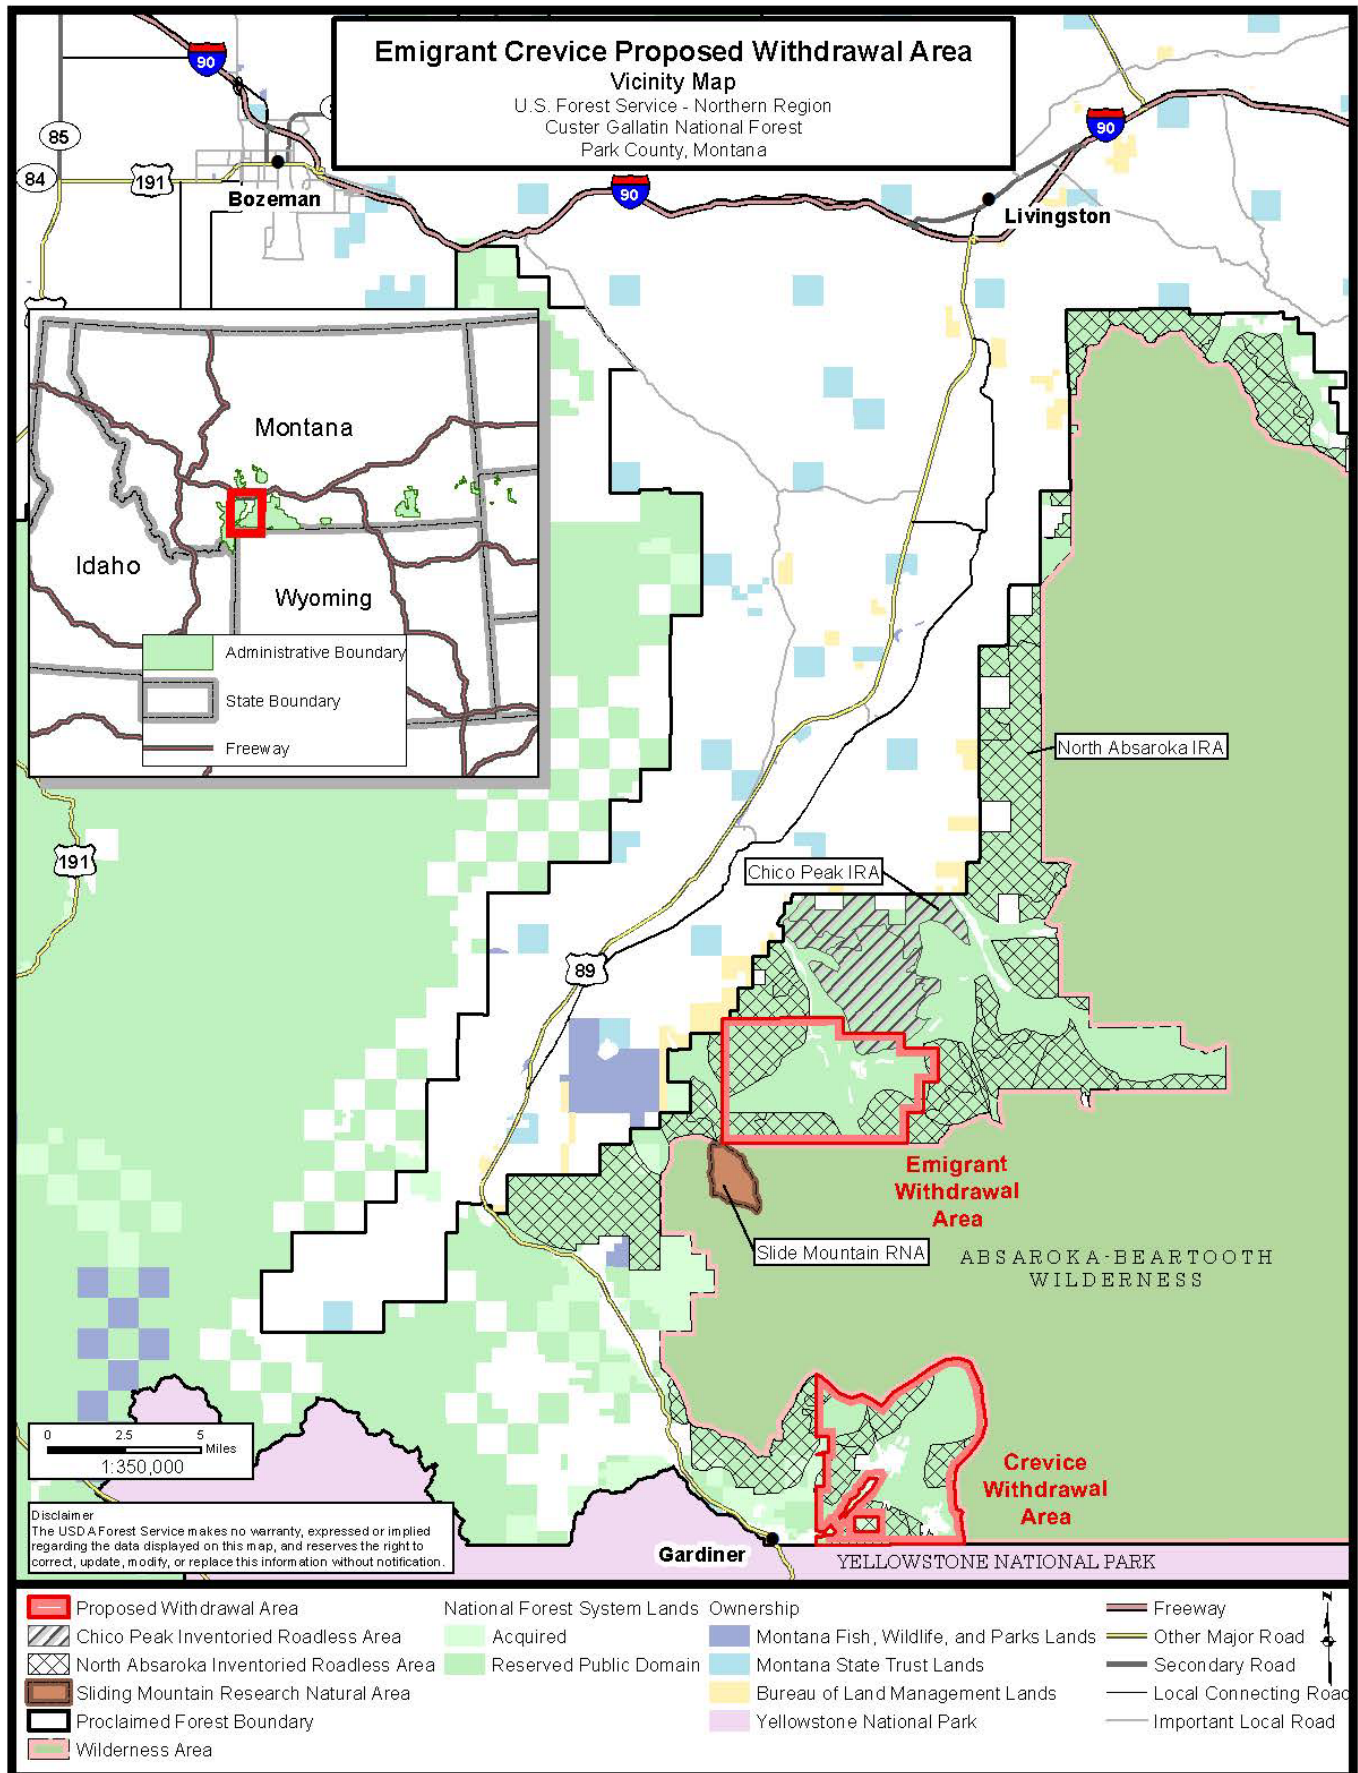 Emigrant Crevice Proposed Withdrawal Area
Vicinity Map
U.S. Forest Service - Northern Region
Custer Gallatin National Forest
Park County, Montana
90
90
90
85
84
191
Bozeman
Livingston
Montana
Idaho
Wyoming
Administrative Boundary
State Boundary
Freeway
North Absaroka IRA
191
Chico Peak IRA
89
Emigrant
Withdrawal
Area
Slide Mountain RNA
ABSAROKA-BEARTOOTH
WILDERNESS
0 2.5 5
Miles
1:350,000
Crevice
Withdrawal
Area
Disclaimer
The USDA Forest Service makes no warranty, expressed or implied
regarding the data displayed on this map, and reserves the right to
correct, update, modify, or replace this information without notification.
Gardiner
YELLOWSTONE NATIONAL PARK
Proposed Withdrawal Area
Chico Peak Inventoried Roadless Area
North Absaroka Inventoried Roadless Area
Sliding Mountain Research Natural Area
Proclaimed Forest Boundary
Wilderness Area
National Forest System Lands
Acquired
Reserved Public Domain
Ownership
Montana Fish, Wildlife, and Parks Lands
Montana State Trust Lands
Bureau of Land Management Lands
Yellowstone National Park
Freeway
Other Major Road
Secondary Road
Local Connecting Road
Important Local Road
N